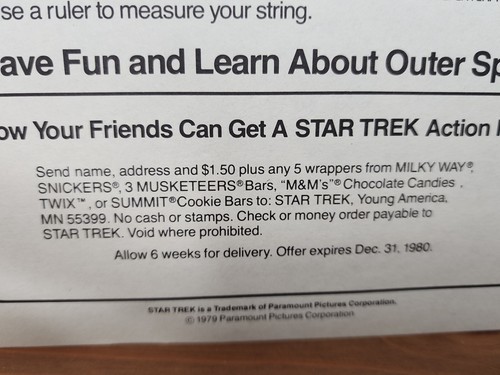 se a ruler to measure your string.
ave Fun and Learn About Outer Sp
ow Your Friends Can Get A STAR TREK Action
Send name, address and $1.50 plus any 5 wrappers from MILKY WAY®,
SNICKERS®, 3 MUSKETEERS® Bars, "M&M's"® Chocolate Candies ,
TWIX™, or SUMMIT® Cookie Bars to: STAR TREK, Young America,
MN 55399. No cash or stamps. Check or money order payable to
STAR TREK. Void where prohibited.
Allow 6 weeks for delivery. Offer expires Dec. 31, 1980.
STAR TREK is a Trademark of Paramount Pictures Corporation.
© 1979 Paramount Pictures Corporation